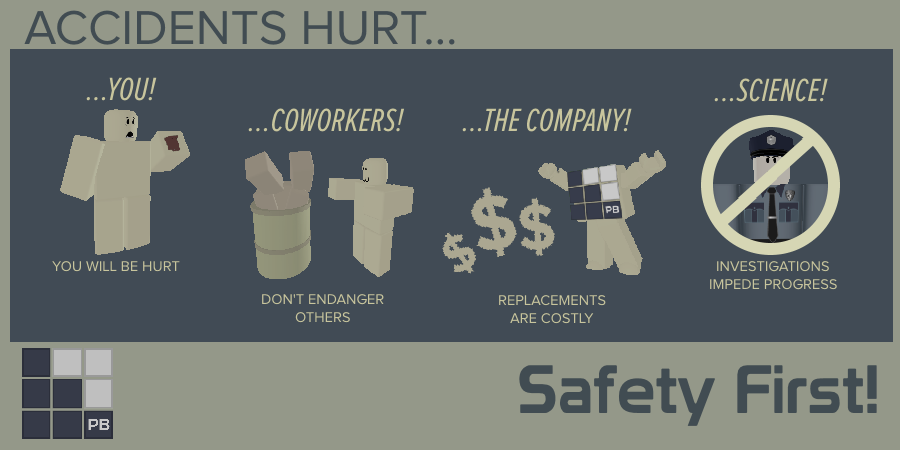 ACCIDENTS HURT...
...YOU!
YOU WILL BE HURT
...COWORKERS!
DON'T ENDANGER
OTHERS
...THE COMPANY!
PB
REPLACEMENTS
ARE COSTLY
...SCIENCE!
INVESTIGATIONS
IMPEDE PROGRESS
PB
Safety First!